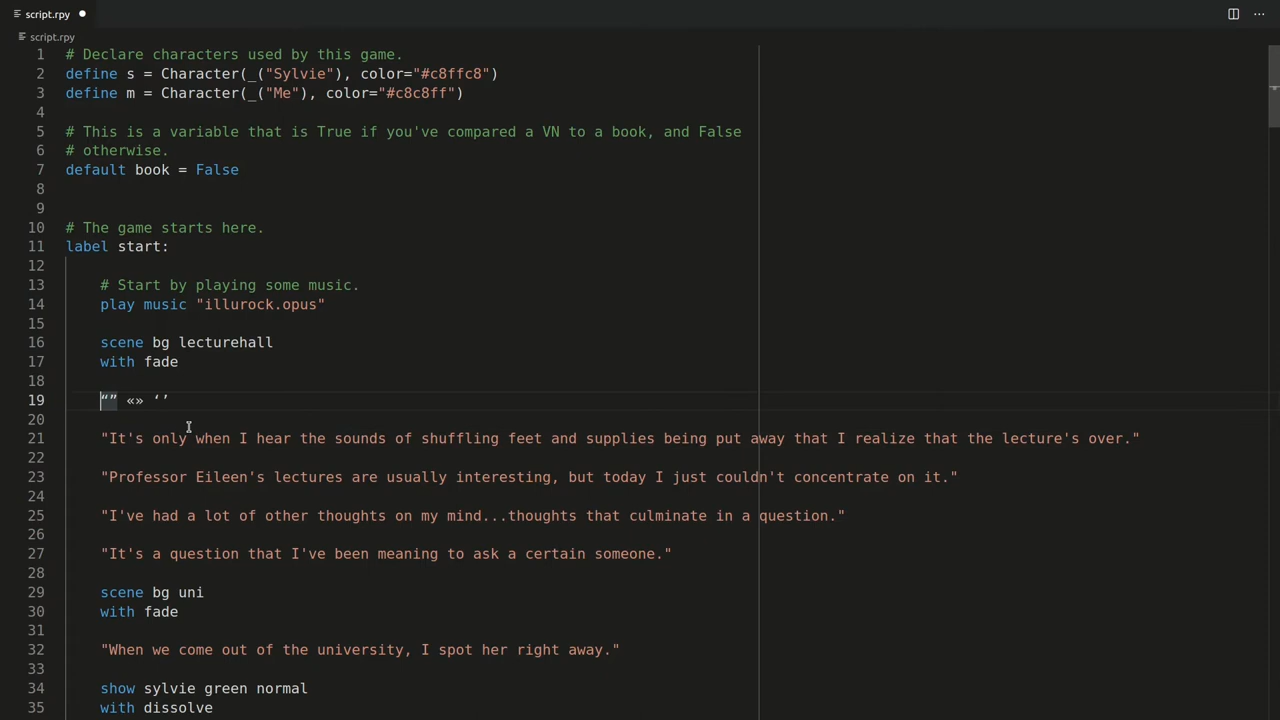 script.rpy
script.rpy
1 # Declare characters used by this game.
2 define s = Character(_("Sylvie"), color="#c8ffc8")
3 define m = Character(_("Me"), color="#c8c8ff")
4
5 # This is a variable that is True if you've compared a VN to a book, and False
6 # otherwise.
7 default book = False
8
9
10 # The game starts here.
11 label start:
12
13 # Start by playing some music.
14 play music "illurock.opus"
15
16 scene bg lecturehall
17 with fade
18
19 “” «» ‘’
20
21 "It's only when I hear the sounds of shuffling feet and supplies being put away that I realize that the lecture's over."
22
23 "Professor Eileen's lectures are usually interesting, but today I just couldn't concentrate on it."
24
25 "I've had a lot of other thoughts on my mind...thoughts that culminate in a question."
26
27 "It's a question that I've been meaning to ask a certain someone."
28
29 scene bg uni
30 with fade
31
32 "When we come out of the university, I spot her right away."
33
34 show sylvie green normal
35 with dissolve